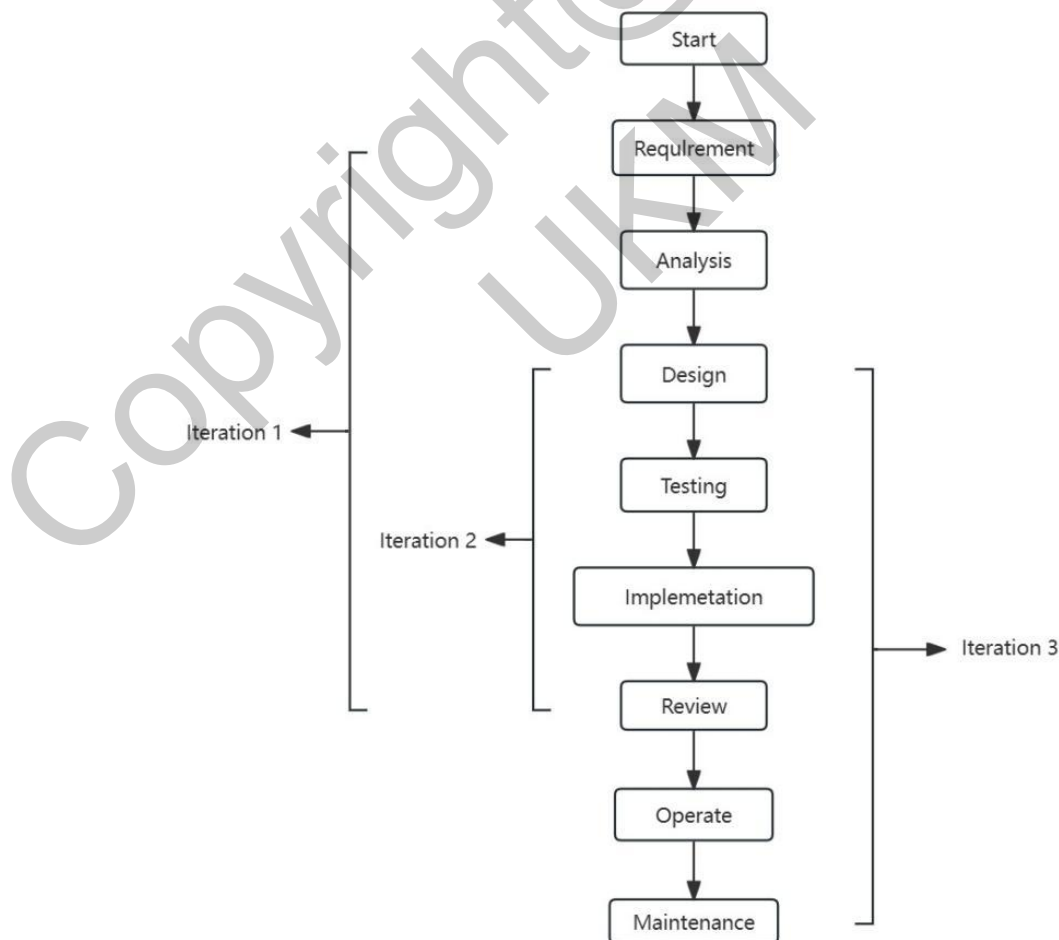 Start
Requlrement
Analysis
Design
Iteration 1
Testing
Iteration 2
Implemetation
Iteration 3
Review
Operate
Maintenance
Copyright@
UKM